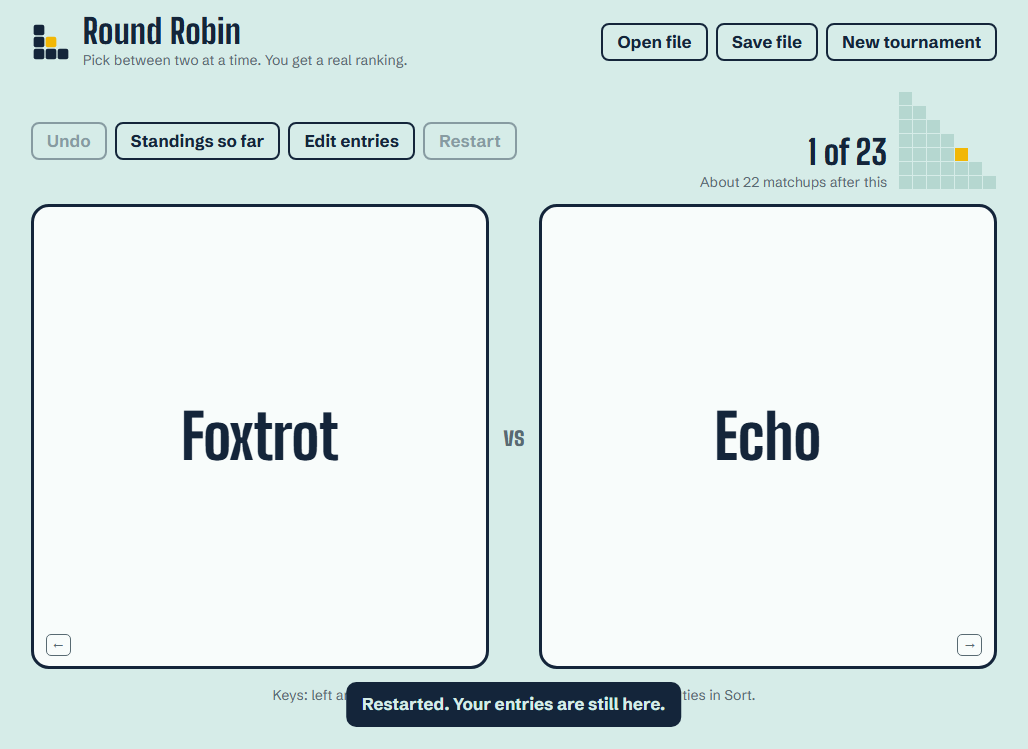 Round Robin
Pick between two at a time. You get a real ranking.
Open file
Save file
New tournament
Undo
Standings so far
Edit entries
Restart
1 of 23
About 22 matchups after this
Foxtrot
vs
Echo
←
→
Keys: left
ties in Sort.
Restarted. Your entries are still here.